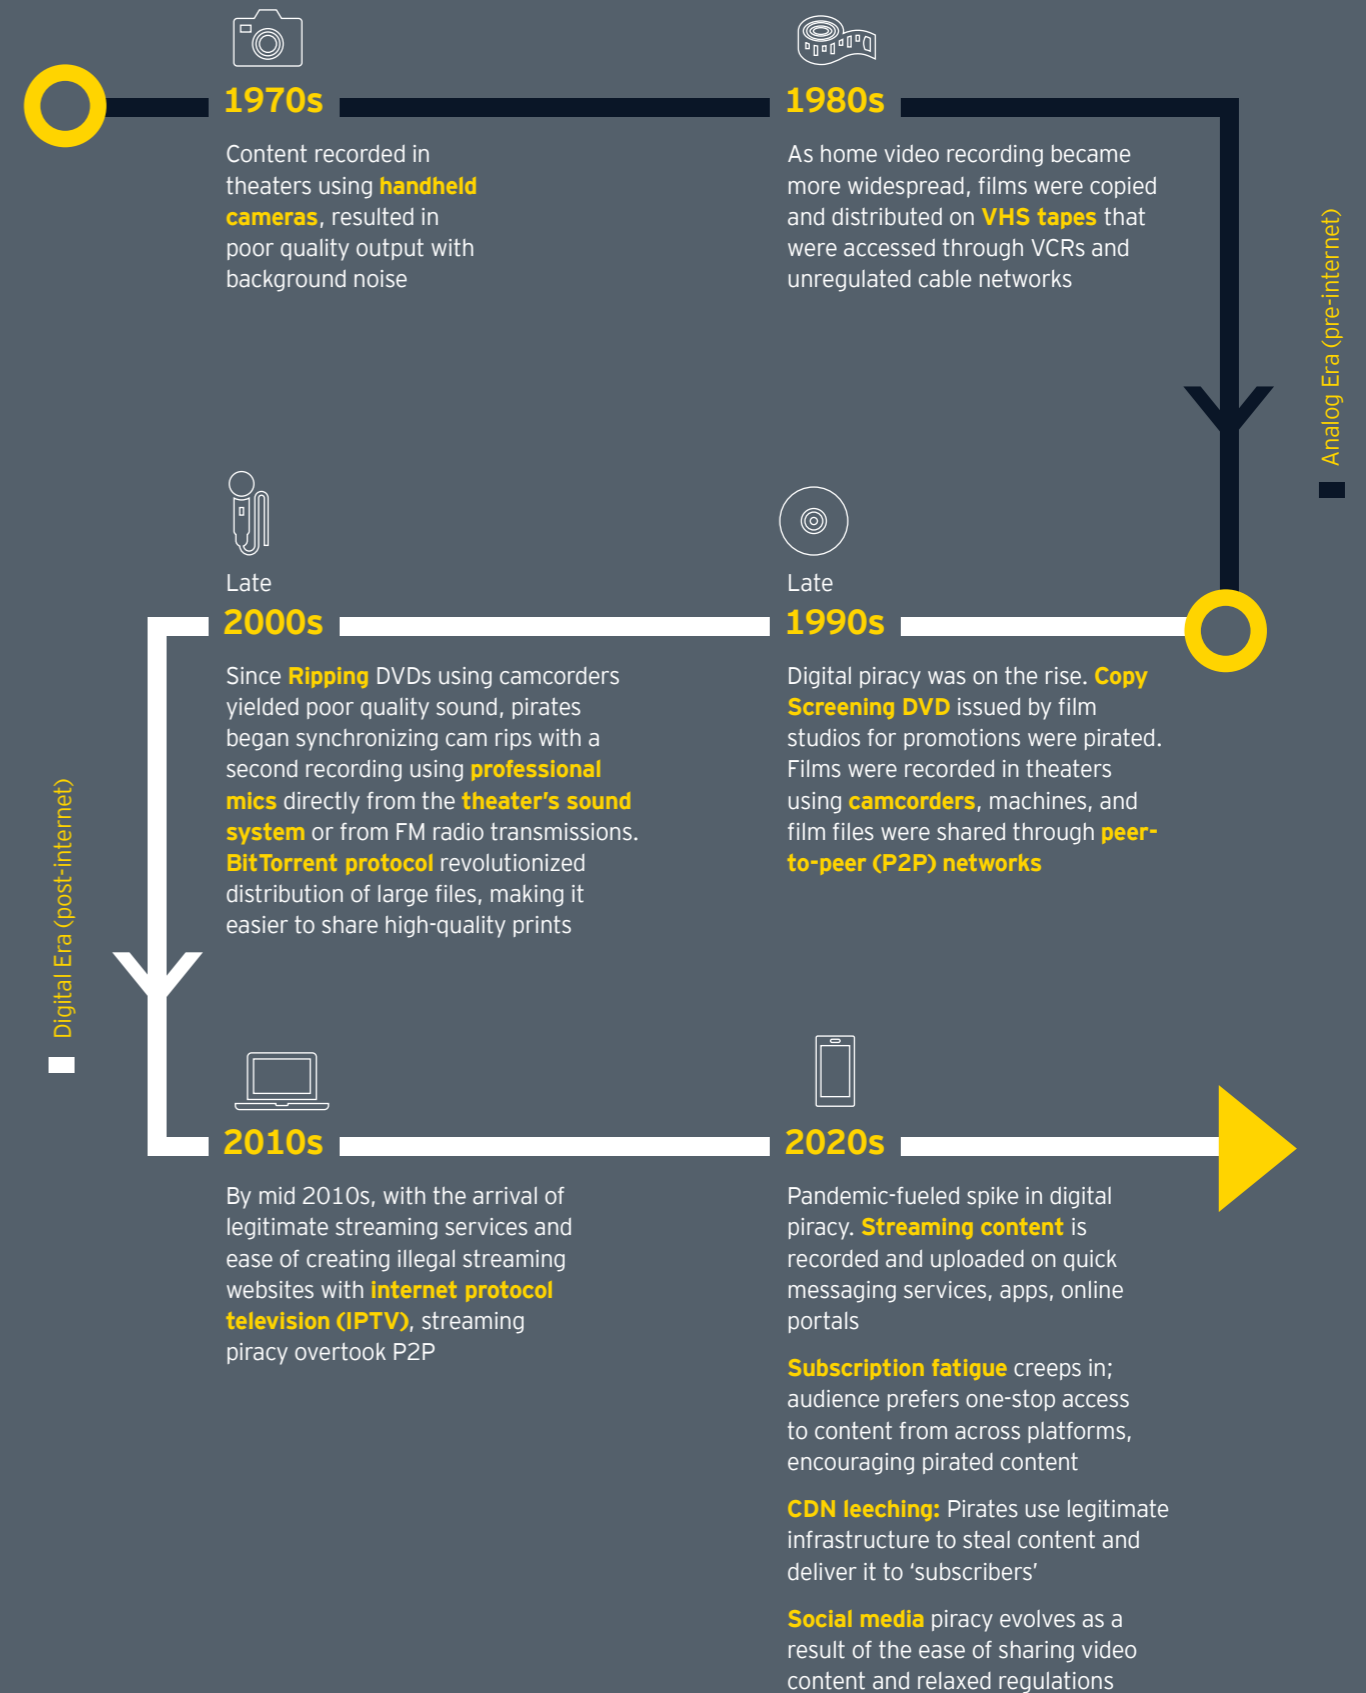 1970s
Content recorded in
theaters using handheld
cameras, resulted in
poor quality output with
background noise
1980s
As home video recording became
more widespread, films were copied
and distributed on VHS tapes that
were accessed through VCRs and
unregulated cable networks
Analog Era (pre-internet)
Late
1990s
Digital piracy was on the rise. Copy
Screening DVD issued by film
studios for promotions were pirated.
Films were recorded in theaters
using camcorders, machines, and
film files were shared through peer-
to-peer (P2P) networks
Late
2000s
Since Ripping DVDs using camcorders
yielded poor quality sound, pirates
began synchronizing cam rips with a
second recording using professional
mics directly from the theater's sound
system or from FM radio transmissions.
BitTorrent protocol revolutionized
distribution of large files, making it
easier to share high-quality prints
Digital Era (post-internet)
2010s
By mid 2010s, with the arrival of
legitimate streaming services and
ease of creating illegal streaming
websites with internet protocol
television (IPTV), streaming
piracy overtook P2P
2020s
Pandemic-fueled spike in digital
piracy. Streaming content is
recorded and uploaded on quick
messaging services, apps, online
portals
Subscription fatigue creeps in;
audience prefers one-stop access
to content from across platforms,
encouraging pirated content
CDN leeching: Pirates use legitimate
infrastructure to steal content and
deliver it to ‘subscribers’
Social media piracy evolves as a
result of the ease of sharing video
content and relaxed regulations